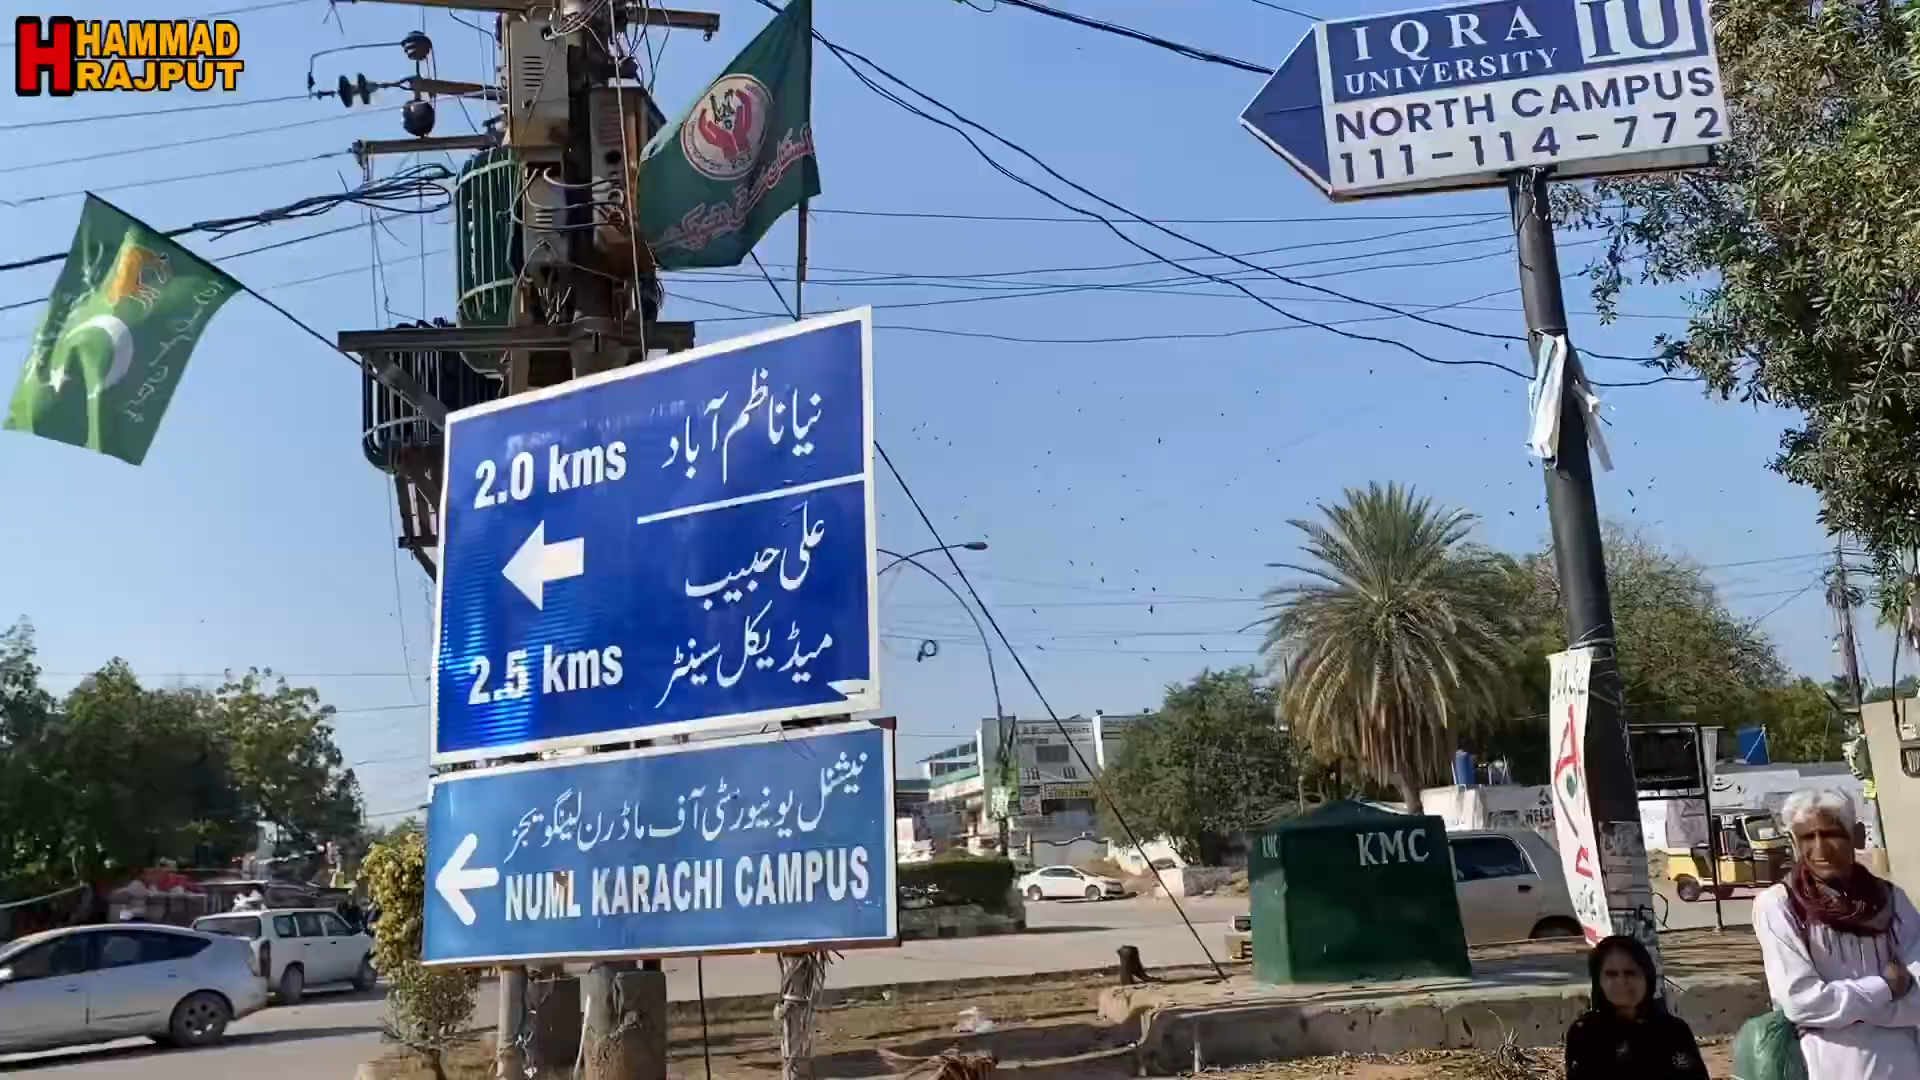 HAMMAD
RAJPUT
IQRA
UNIVERSITY
IU
NORTH CAMPUS
111-114-772
نیا ناظم آباد
2.0 kms
علی حبیب
میڈیکل سینٹر
2.5 kms
نیشنل یونیورسٹی آف ماڈرن لینگویجز
NUML KARACHI CAMPUS
KMC
KMC